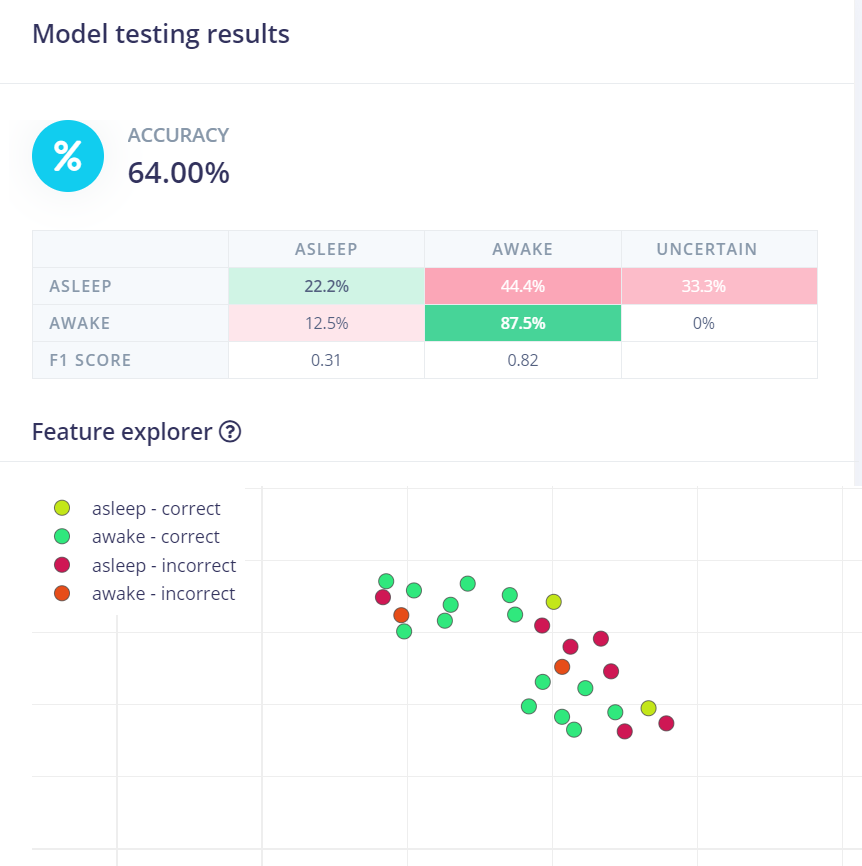 Model testing results
%
ACCURACY
64.00%
ASLEEP AWAKE UNCERTAIN
ASLEEP 22.2% 44.4% 33.3%
AWAKE 12.5% 87.5% 0%
F1 SCORE 0.31 0.82
Feature explorer ?
asleep - correct
awake - correct
asleep - incorrect
awake - incorrect